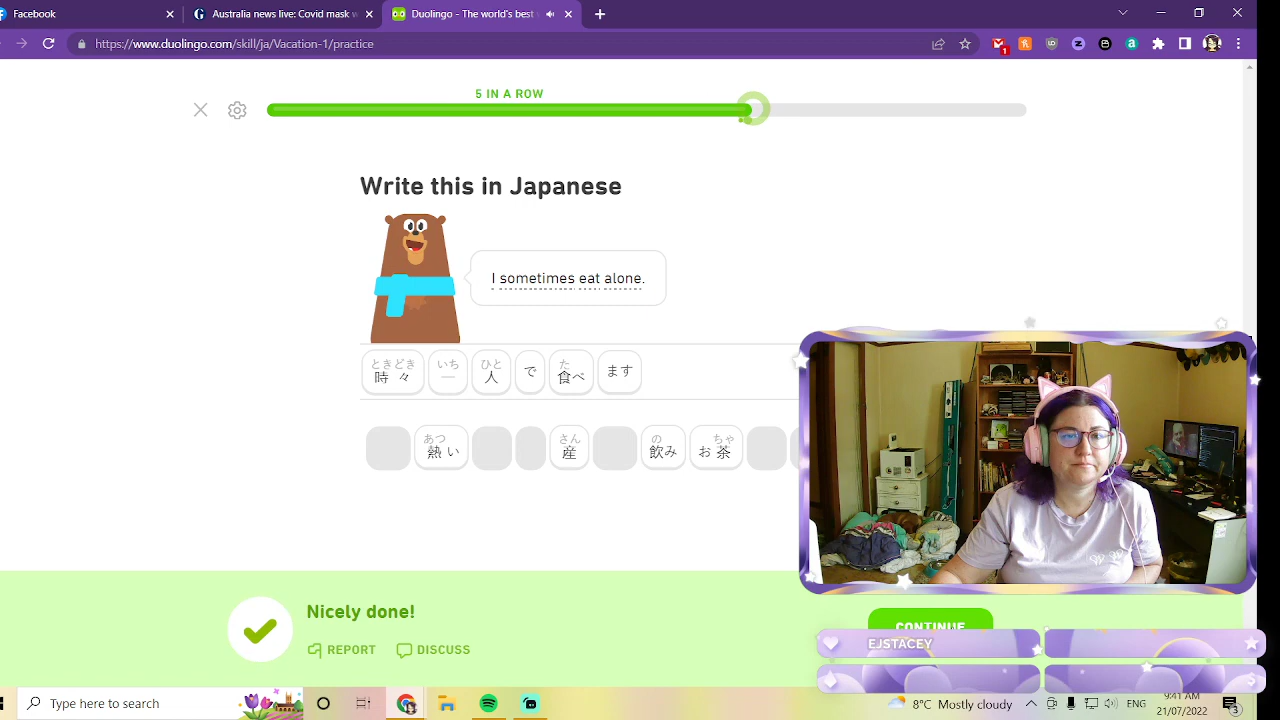 Facebook
Australia news live: Covid mask w
Duolingo - The world's best
https://www.duolingo.com/skill/ja/Vacation-1/practice
1
5 IN A ROW
Write this in Japanese
I sometimes eat alone.
ときどき いち ひと た
時々 一 人 で 食べ ます
あつ さん の ちゃ
熱い 産 飲み お茶
Nicely done!
CONTINUE
REPORT DISCUSS
EJSTACEY
Type here to search
8°C Mostly cloudy
ENG
9:41 AM
21/07/2022